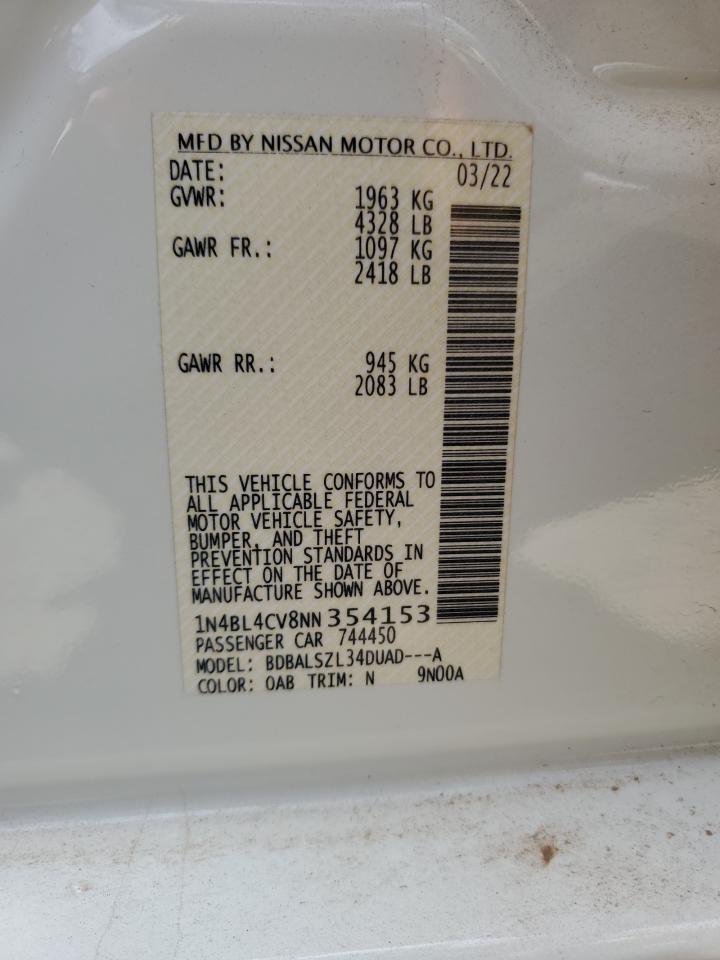 MFD BY NISSAN MOTOR CO., LTD.
DATE: 03/22
GVWR: 1963 KG
4328 LB
GAWR FR.: 1097 KG
2418 LB
GAWR RR.: 945 KG
2083 LB
THIS VEHICLE CONFORMS TO
ALL APPLICABLE FEDERAL
MOTOR VEHICLE SAFETY,
BUMPER, AND THEFT
PREVENTION STANDARDS IN
EFFECT ON THE DATE OF
MANUFACTURE SHOWN ABOVE.
1N4BL4CV8NN354153
PASSENGER CAR 744450
MODEL: BDBALSZL34DUAD---A
COLOR: QAB TRIM: N 9N00A